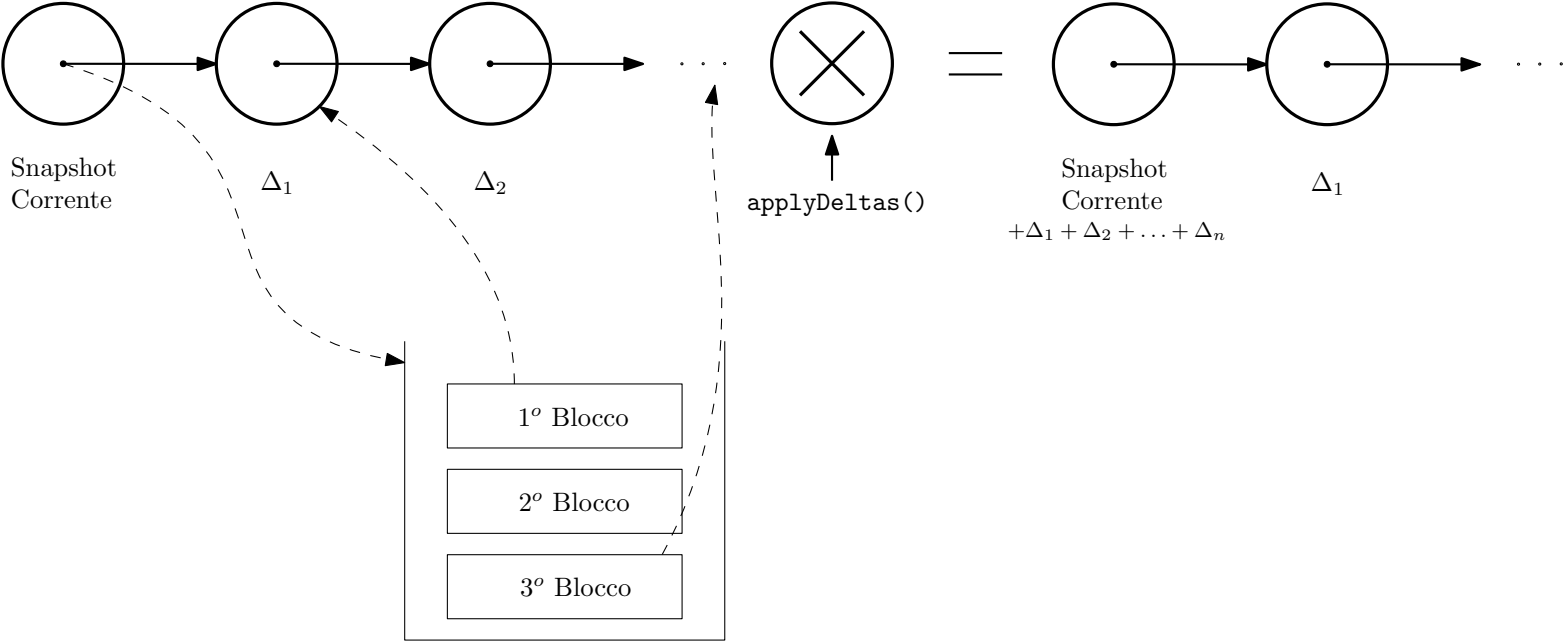 Snapshot
Corrente
Δ₁
Δ₂
applyDeltas()
Snapshot
Corrente
+Δ₁ + Δ₂ + … + Δₙ
Δ₁
1º Blocco
2º Blocco
3º Blocco